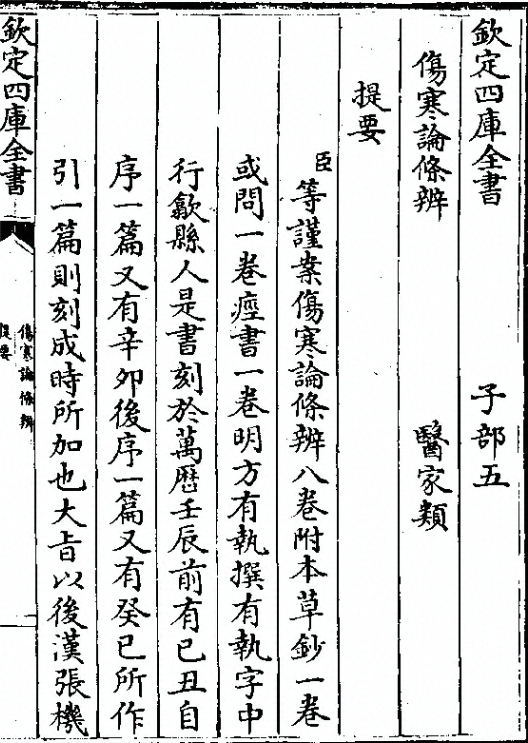 欽定四庫全書　子部五
傷寒論條辨　醫家類
提要
臣等謹案傷寒論條辨八卷附本草鈔一卷
或問一卷痙書一卷明方有執撰有執字中
行歙縣人是書刻於萬厯壬辰前有己丑自
序一篇又有辛夘後序一篇又有癸巳所作
引一篇則刻成時所加也大㫖以後漢張機
欽定四庫全書
傷寒論條辨
提要